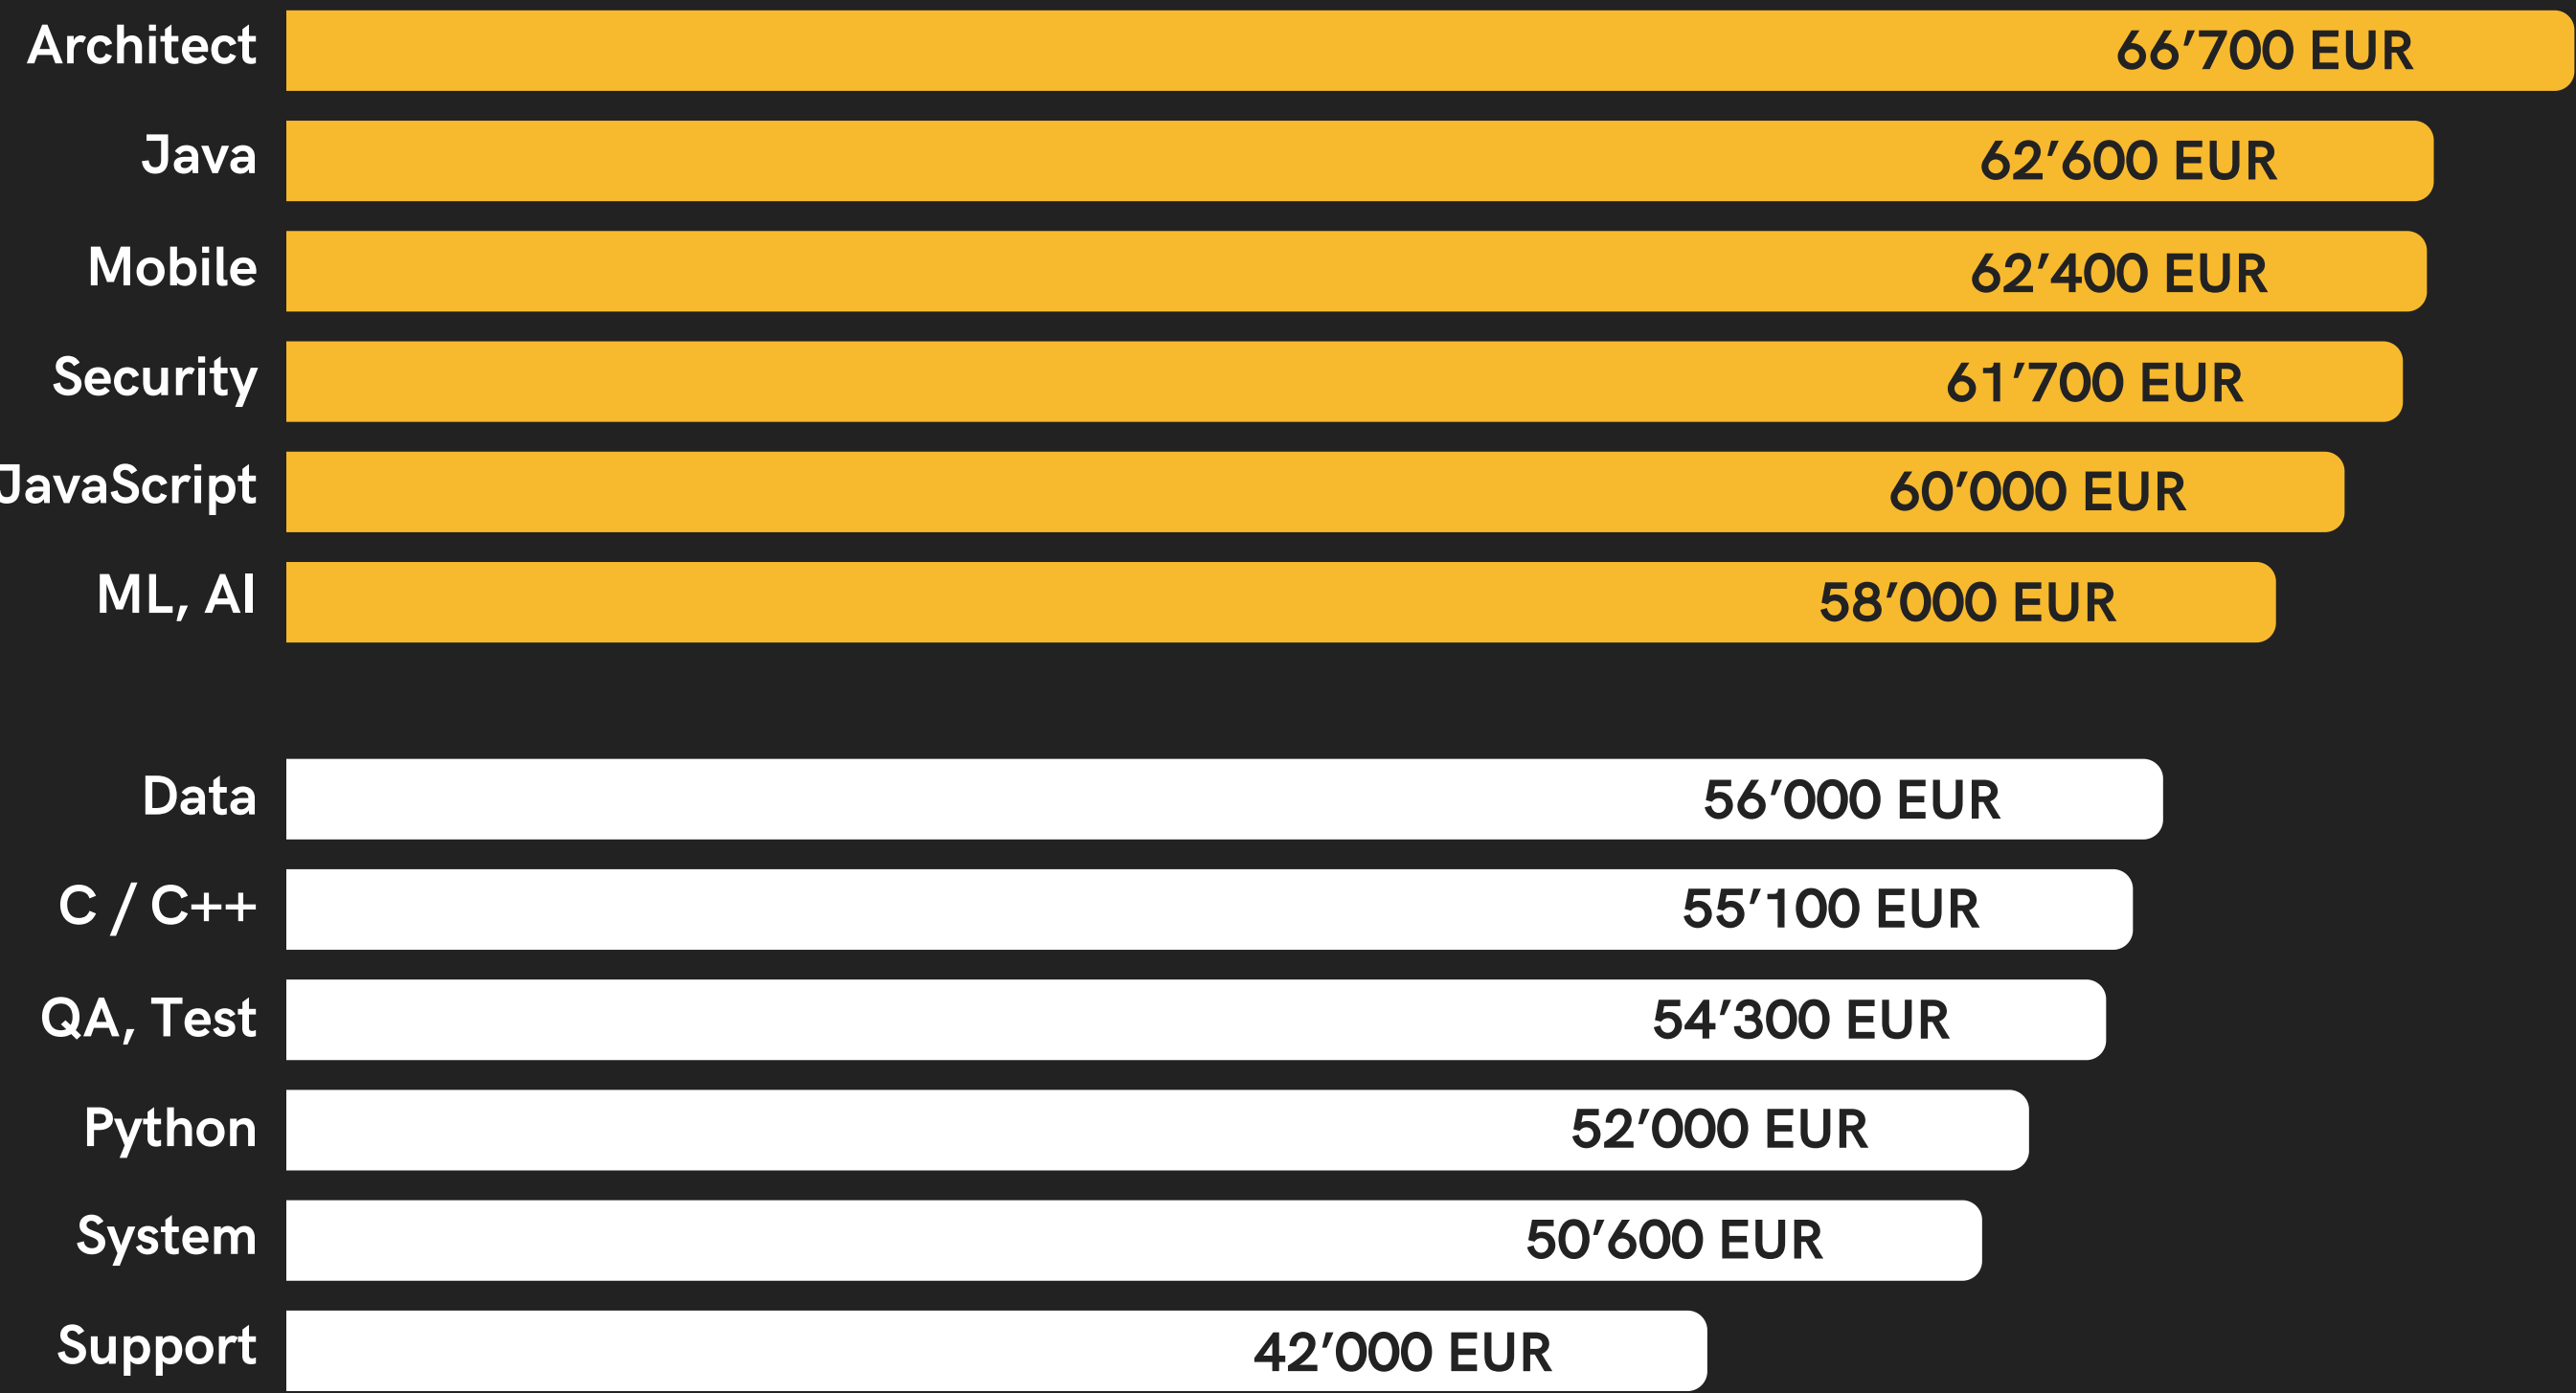 Architect 66’700 EUR
Java 62’600 EUR
Mobile 62’400 EUR
Security 61’700 EUR
JavaScript 60’000 EUR
ML, AI 58’000 EUR
Data 56’000 EUR
C / C++ 55’100 EUR
QA, Test 54’300 EUR
Python 52’000 EUR
System 50’600 EUR
Support 42’000 EUR